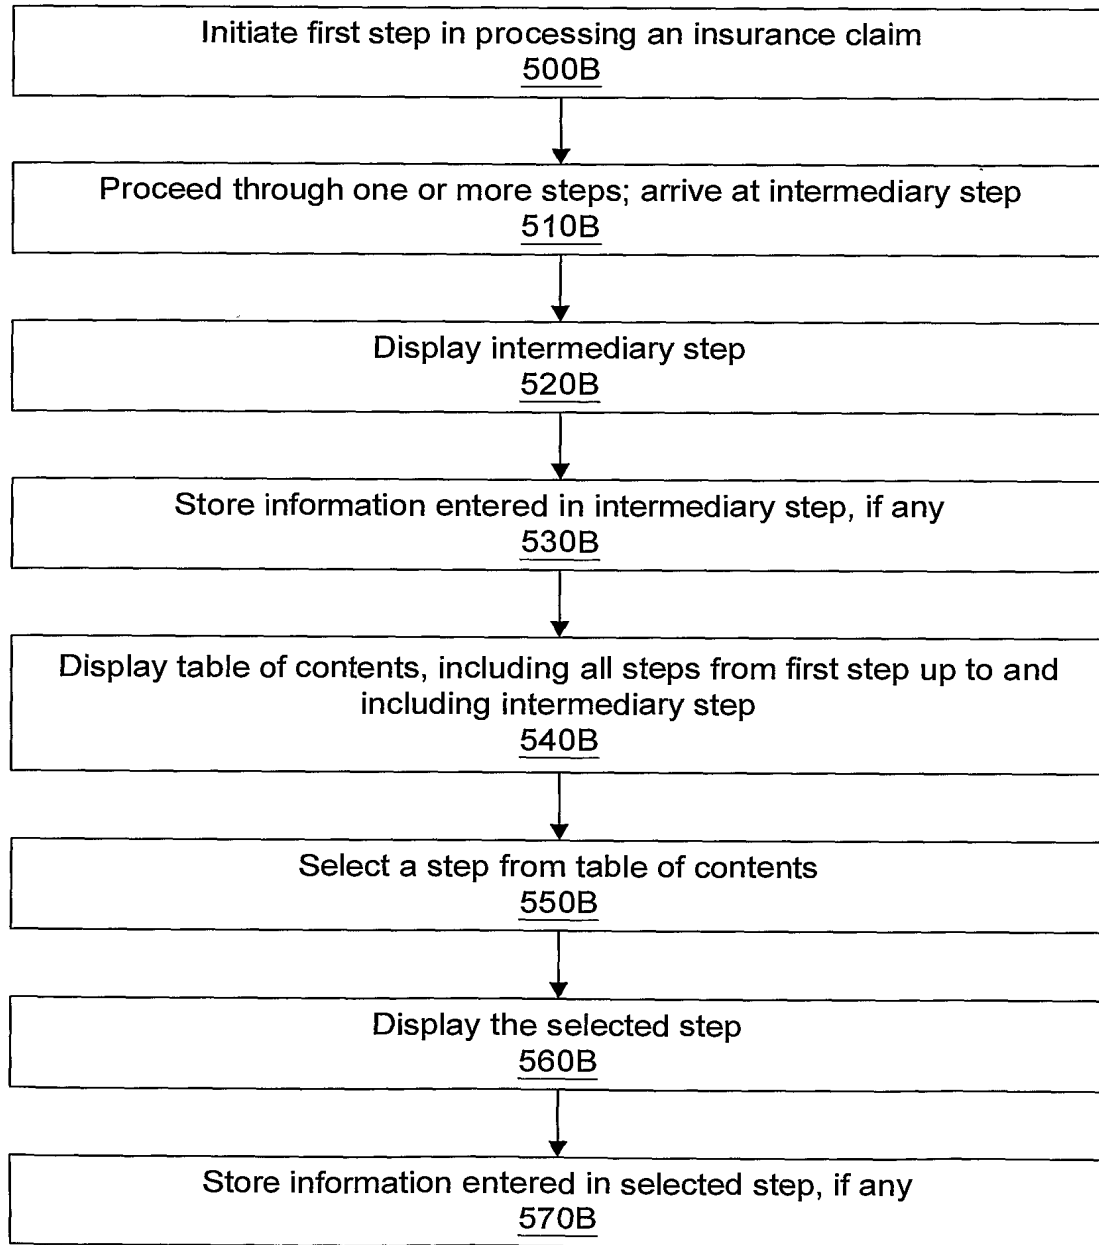 Initiate first step in processing an insurance claim
500B
Proceed through one or more steps; arrive at intermediary step
510B
Display intermediary step
520B
Store information entered in intermediary step, if any
530B
Display table of contents, including all steps from first step up to and
including intermediary step
540B
Select a step from table of contents
550B
Display the selected step
560B
Store information entered in selected step, if any
570B